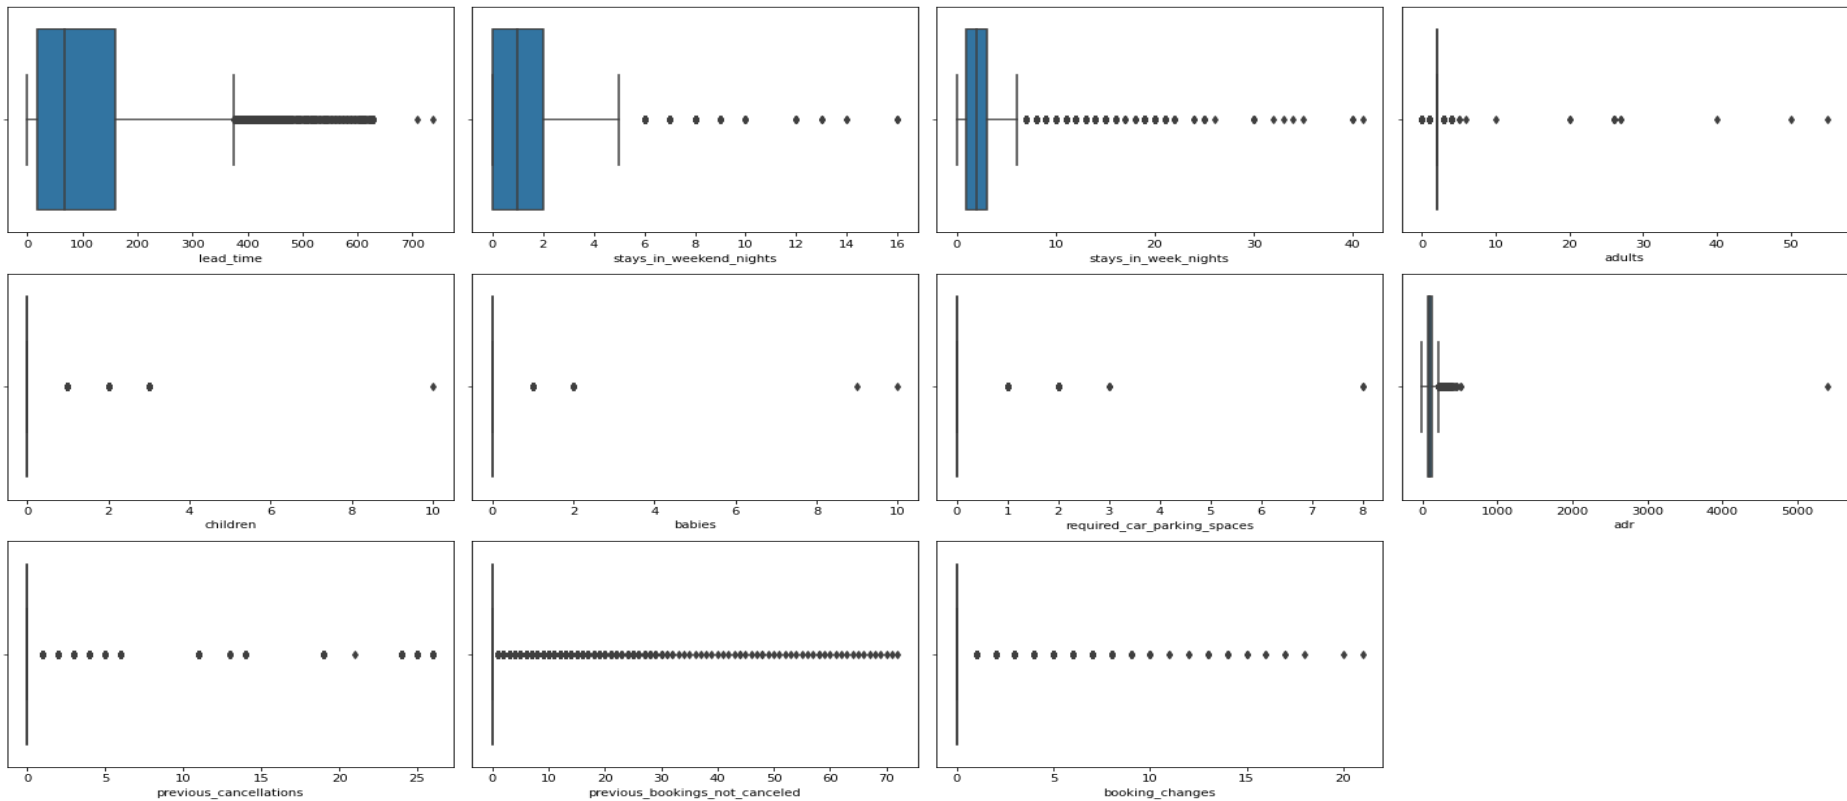 0 100 200 300 400 500 600 700
lead_time
0 2 4 6 8 10 12 14 16
stays_in_weekend_nights
0 10 20 30 40
stays_in_week_nights
0 10 20 30 40 50
adults
0 2 4 6 8 10
children
0 2 4 6 8 10
babies
0 1 2 3 4 5 6 7 8
required_car_parking_spaces
0 1000 2000 3000 4000 5000
adr
0 5 10 15 20 25
previous_cancellations
0 10 20 30 40 50 60 70
previous_bookings_not_canceled
0 5 10 15 20
booking_changes